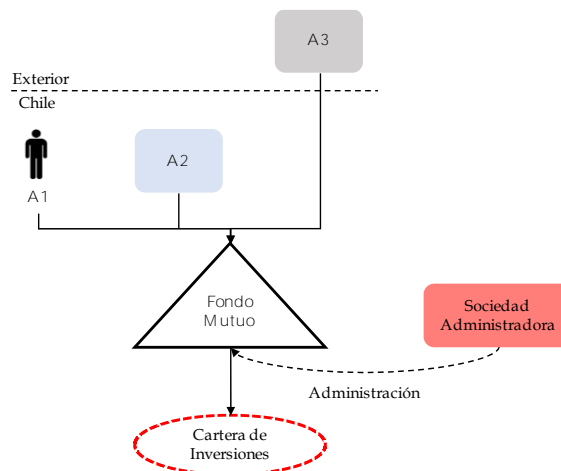 A3
Exterior
Chile
A2
A1
Fondo
Mutuo
Sociedad
Administradora
Administración
Cartera de
Inversiones